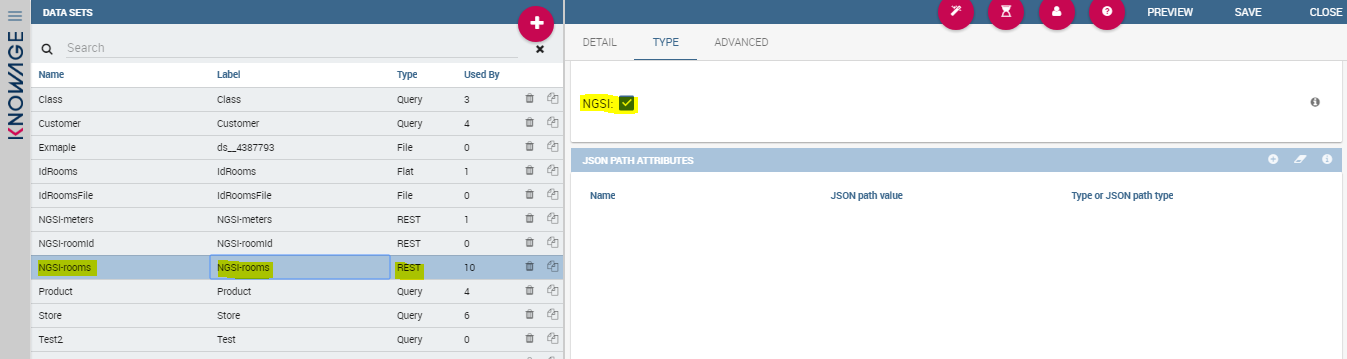 KNOWAGE
DATA SETS
Search
Name Label Type Used By
Class Class Query 3
Customer Customer Query 4
Exmaple ds__4387793 File 0
IdRooms IdRooms Flat 1
IdRoomsFile IdRoomsFile File 0
NGSI-meters NGSI-meters REST 1
NGSI-roomId NGSI-roomId REST 0
NGSI-rooms NGSI-rooms REST 10
Product Product Query 4
Store Store Query 6
Test2 Test Query 0
PREVIEW SAVE CLOSE
DETAIL TYPE ADVANCED
NGSI:
JSON PATH ATTRIBUTES
Name JSON path value Type or JSON path type